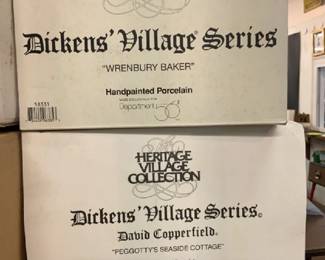 Dickens' Village Series
"WRENBURY BAKER"
Handpainted Porcelain
Department 56
HERITAGE
VILLAGE
COLLECTION
Dickens' Village Series©
David Copperfield®
"PEGGOTTY'S SEASIDE COTTAGE"